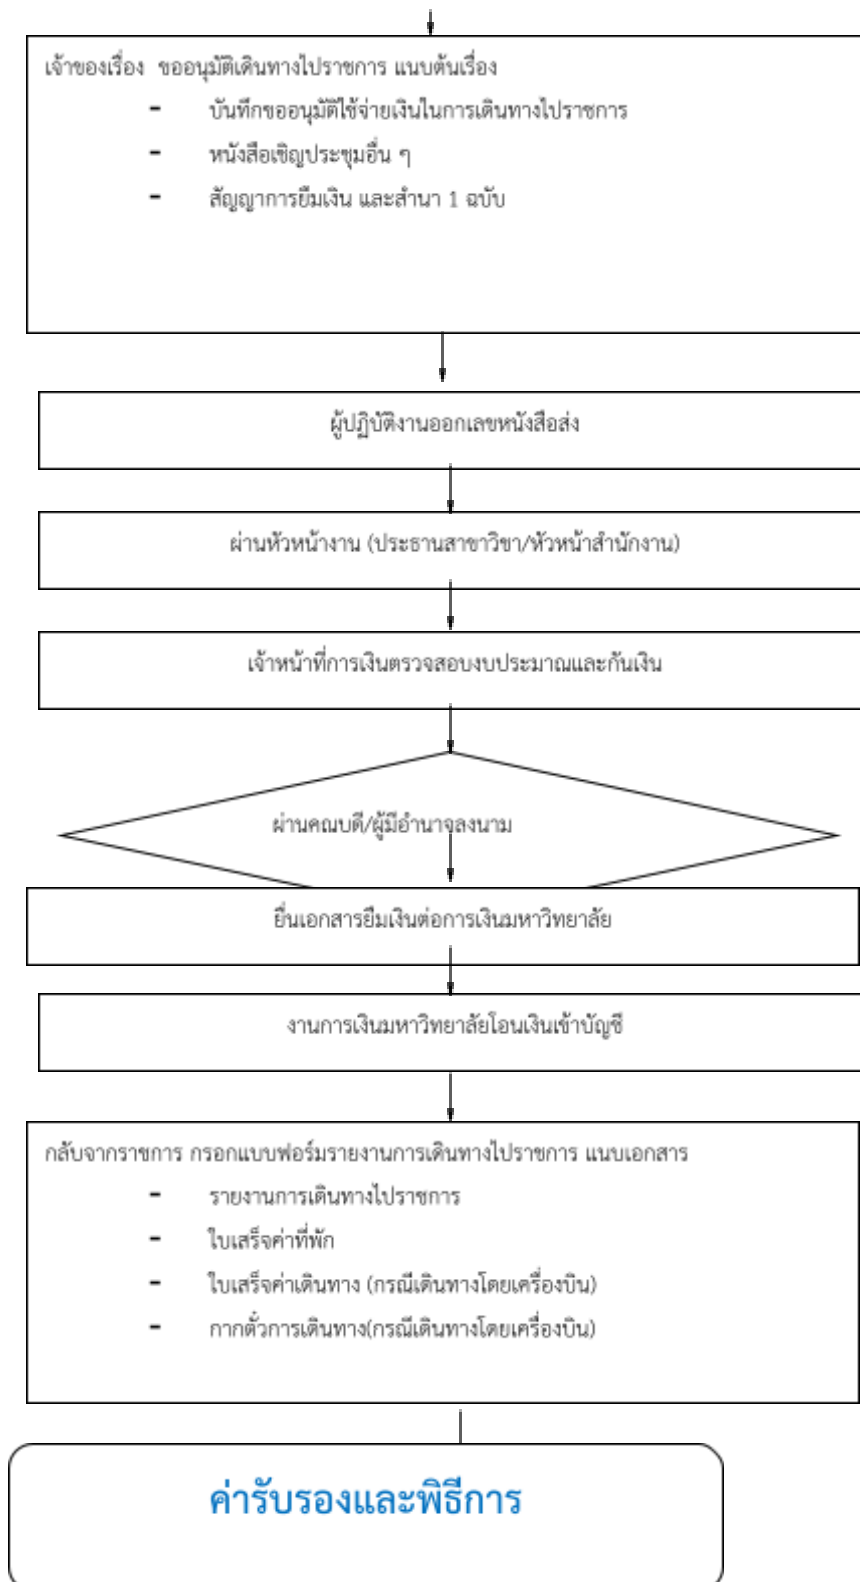 เจ้าของเรื่อง ขออนุมัติเดินทางไปราชการ แนบต้นเรื่อง
- บันทึกขออนุมัติใช้จ่ายเงินในการเดินทางไปราชการ
- หนังสือเชิญประชุมอื่น ๆ
- สัญญาการยืมเงิน และสำนา 1 ฉบับ
ผู้ปฏิบัติงานออกเลขหนังสือส่ง
ผ่านหัวหน้างาน (ประธานสาขาวิชา/หัวหน้าสำนักงาน)
เจ้าหน้าที่การเงินตรวจสอบงบประมาณและกันเงิน
ผ่านคณบดี/ผู้มีอำนาจลงนาม
ยื่นเอกสารยืมเงินต่อการเงินมหาวิทยาลัย
งานการเงินมหาวิทยาลัยโอนเงินเข้าบัญชี
กลับจากราชการ กรอกแบบฟอร์มรายงานการเดินทางไปราชการ แนบเอกสาร
- รายงานการเดินทางไปราชการ
- ใบเสร็จค่าที่พัก
- ใบเสร็จค่าเดินทาง (กรณีเดินทางโดยเครื่องบิน)
- กากตั๋วการเดินทาง(กรณีเดินทางโดยเครื่องบิน)
ค่ารับรองและพิธีการ